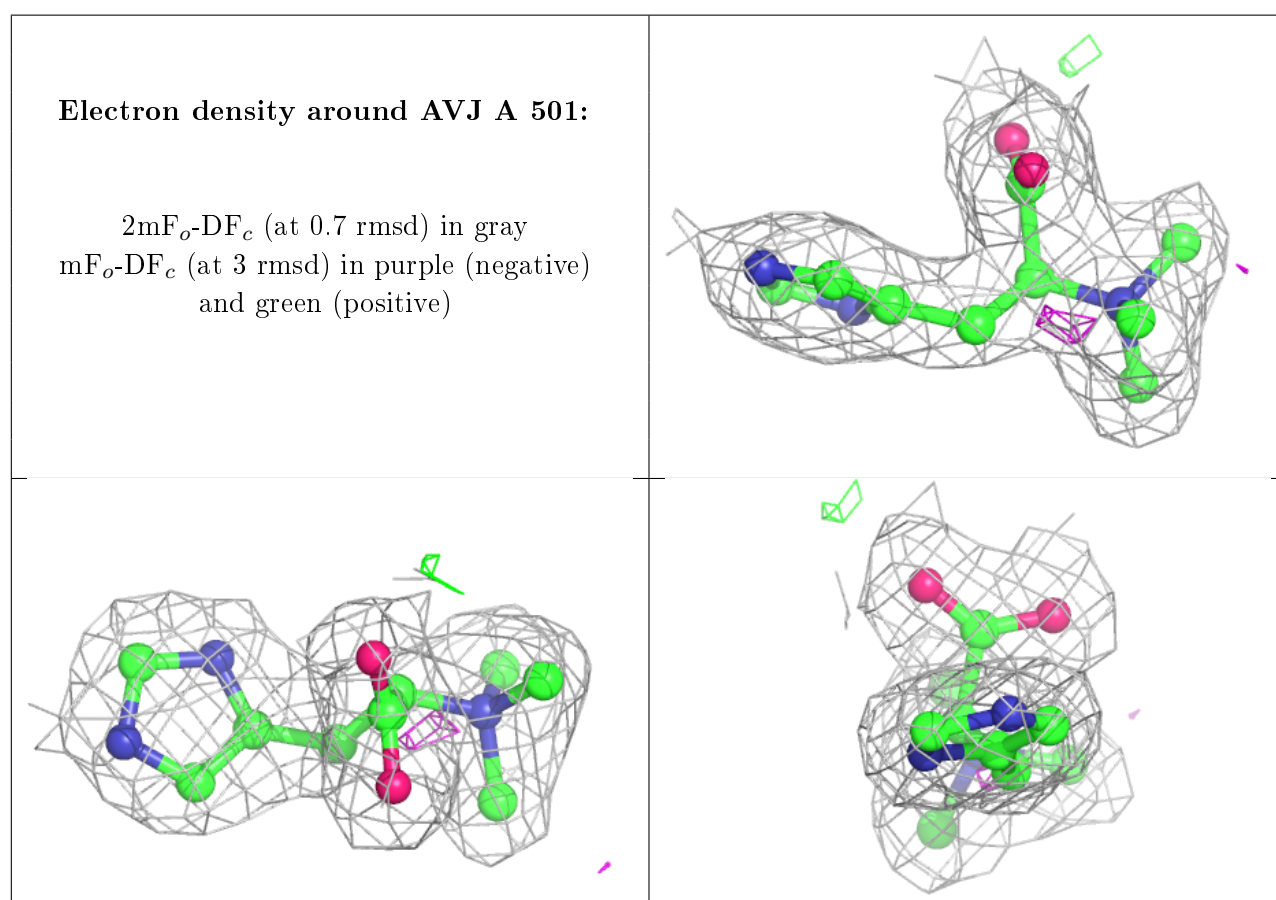 Electron density around AVJ A 501:
2mFo-DFc (at 0.7 rmsd) in gray
mFo-DFc (at 3 rmsd) in purple (negative)
and green (positive)